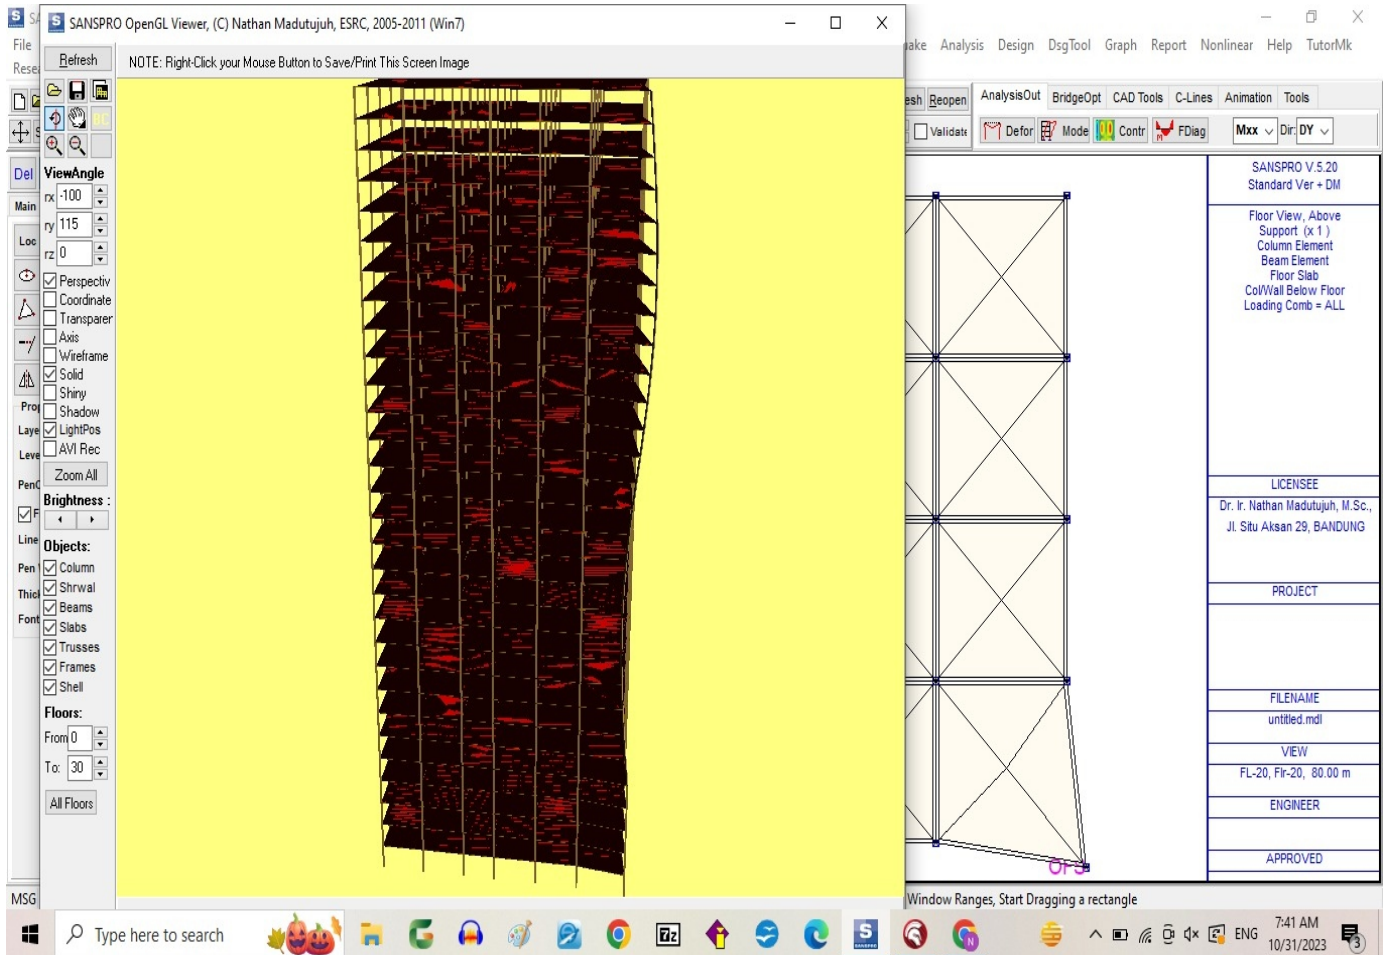 SANSPRO OpenGL Viewer, (C) Nathan Madutujuh, ESRC, 2005-2011 (Win7)
File
ake Analysis Design DsgTool Graph Report Nonlinear Help TutorMk
Refresh
NOTE: Right-Click your Mouse Button to Save/Print This Screen Image
esh Reopen
AnalysisOut BridgeOpt CAD Tools C-Lines Animation Tools
Validate
Defor Mode Contr FDiag Mxx Dir: DY
Del
Main
Loc
ViewAngle
rx -100
ry 115
rz 0
Perspectiv
Coordinate
Transparer
Axis
Wireframe
Solid
Shiny
Shadow
LightPos
AVI Rec
Zoom All
Brightness :
Objects:
Column
Shrwal
Beams
Slabs
Trusses
Frames
Shell
Floors:
From 0
To: 30
All Floors
Prop
Laye
Leve
PenC
F
Line
Pen
Thick
Font
SANSPRO V.5.20
Standard Ver + DM
Floor View, Above
Support (x 1 )
Column Element
Beam Element
Floor Slab
Col/Wall Below Floor
Loading Comb = ALL
LICENSEE
Dr. Ir. Nathan Madutujuh, M.Sc.,
Jl. Situ Aksan 29, BANDUNG
PROJECT
FILENAME
untitled.mdl
VIEW
FL-20, Flr-20, 80.00 m
ENGINEER
APPROVED
MSG
Window Ranges, Start Dragging a rectangle
Type here to search
7z
SANSPRO
ENG
7:41 AM
10/31/2023
3